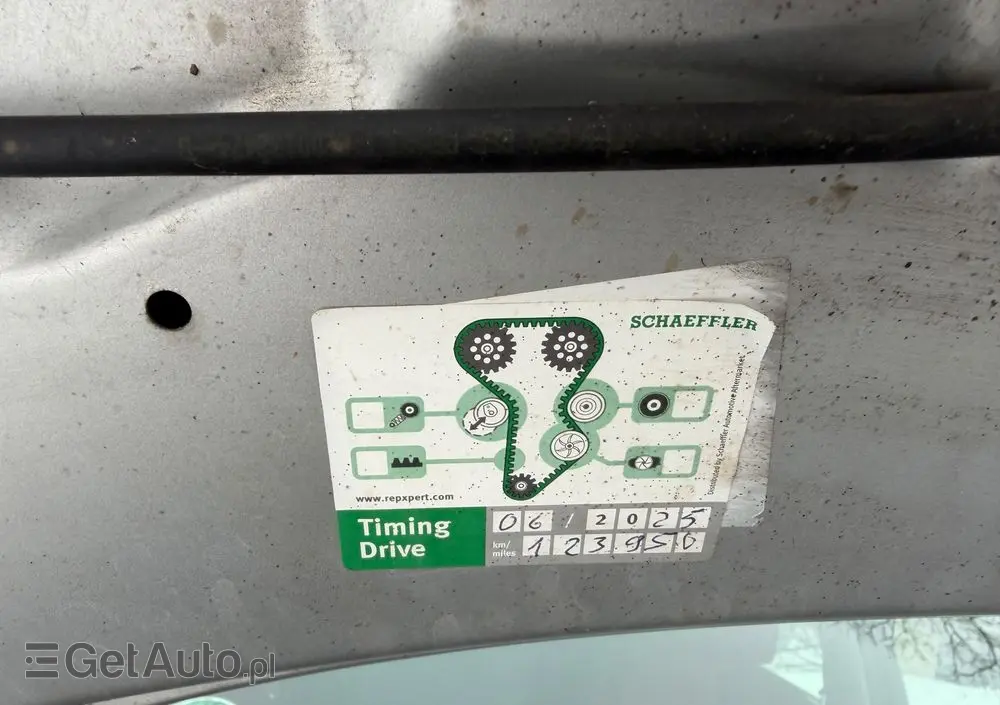 SCHAEFFLER
Distributed by Schaeffler Automotive Aftermarket
www.repxpert.com
Timing
Drive
06/2025
km/
miles
123950
GetAuto.pl